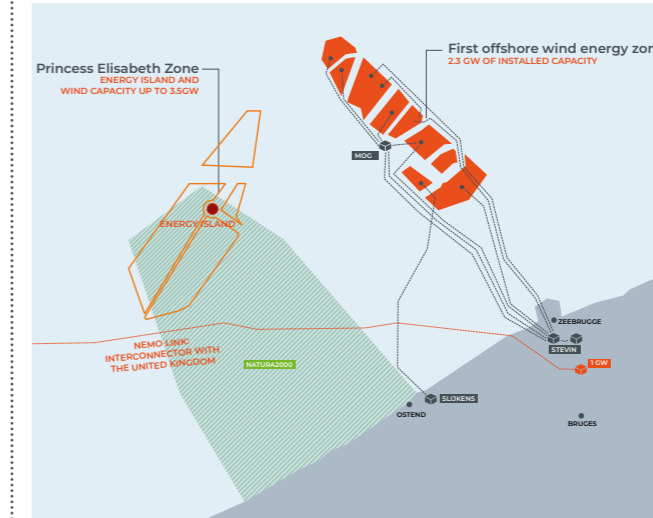 Princess Elisabeth Zone
ENERGY ISLAND AND
WIND CAPACITY UP TO 3.5GW
First offshore wind energy zon
2.3 GW OF INSTALLED CAPACITY
MOG
ENERGY ISLAND
NEMO LINK:
INTERCONNECTOR WITH
THE UNITED KINGDOM
NATURA2000
ZEEBRUGGE
STEVIN
1 GW
SLIJKENS
OSTEND
BRUGES